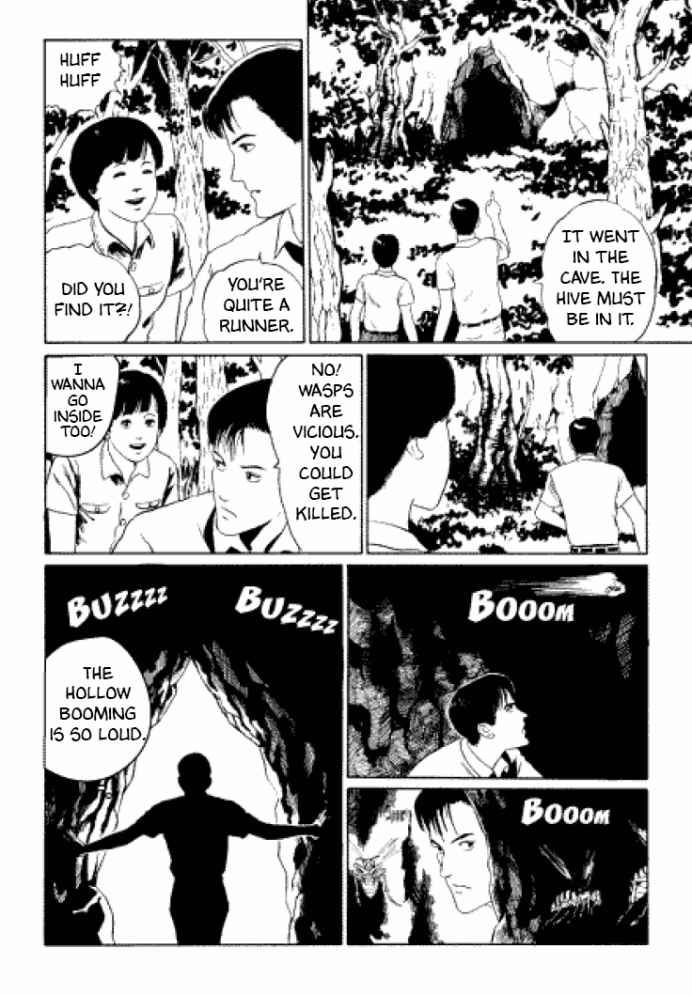 HUFF
HUFF
DID YOU
FIND IT?!
YOU'RE
QUITE A
RUNNER.
IT WENT
IN THE
CAVE. THE
HIVE MUST
BE IN IT.
I
WANNA
GO
INSIDE
TOO!
NO!
WASPS
ARE
VICIOUS.
YOU
COULD
GET
KILLED.
BUZZZZ
BUZZZZ
THE
HOLLOW
BOOMING
IS SO LOUD.
BOOOM
BOOOM